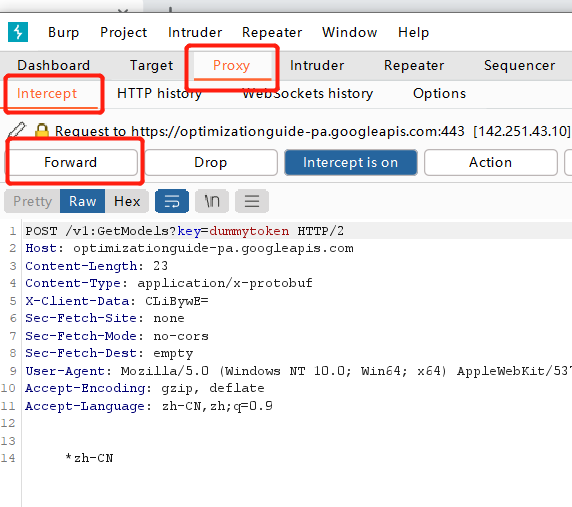 Burp Project Intruder Repeater Window Help
Dashboard Target Proxy Intruder Repeater Sequencer
Intercept HTTP history WebSockets history Options
Request to https://optimizationguide-pa.googleapis.com:443 [142.251.43.10]
Forward Drop Intercept is on Action
Pretty Raw Hex \n
1 POST /v1:GetModels?key=dummytoken HTTP/2
2 Host: optimizationguide-pa.googleapis.com
3 Content-Length: 23
4 Content-Type: application/x-protobuf
5 X-Client-Data: CLiBywE=
6 Sec-Fetch-Site: none
7 Sec-Fetch-Mode: no-cors
8 Sec-Fetch-Dest: empty
9 User-Agent: Mozilla/5.0 (Windows NT 10.0; Win64; x64) AppleWebKit/537
10 Accept-Encoding: gzip, deflate
11 Accept-Language: zh-CN,zh;q=0.9
12
13
14 *zh-CN